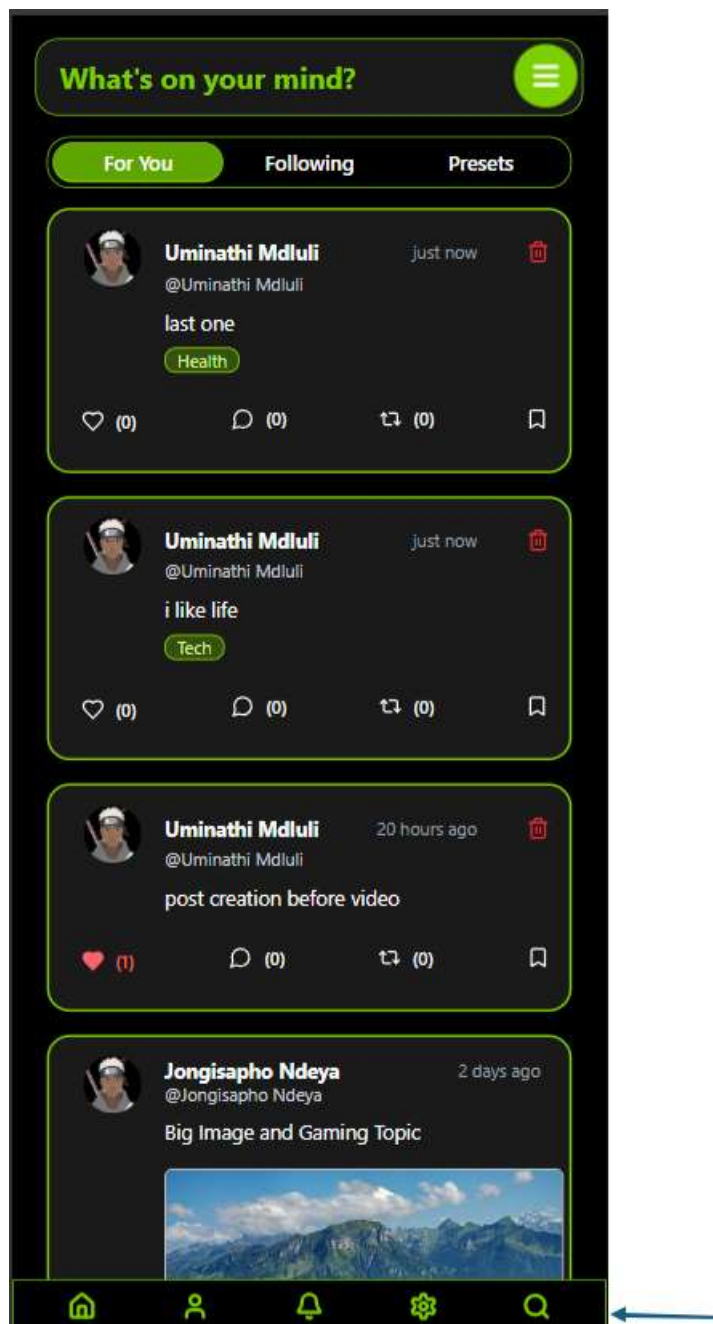 What's on your mind?
For You Following Presets
Uminathi Mdluli just now
@Uminathi Mdluli
last one
Health
(0) (0) (0)
Uminathi Mdluli just now
@Uminathi Mdluli
i like life
Tech
(0) (0) (0)
Uminathi Mdluli 20 hours ago
@Uminathi Mdluli
post creation before video
(1) (0) (0)
Jongisapho Ndeya 2 days ago
@Jongisapho Ndeya
Big Image and Gaming Topic